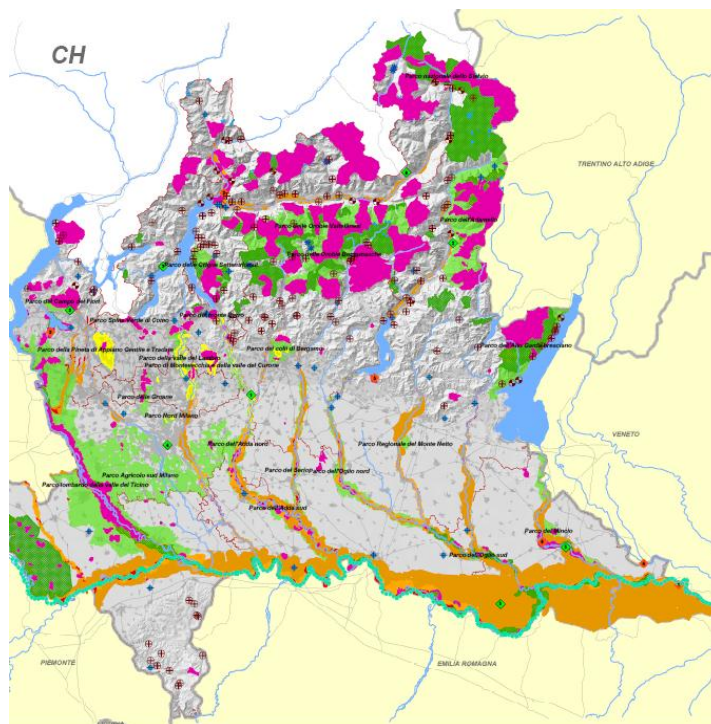 CH
Parco nazionale dello Stelvio
TRENTINO ALTO ADIGE
Parco dell'Adamello
Parco delle Orobie Valtellinesi
Parco delle Orobie Bergamasche
Parco della Grigna Settentrionale
Parco del Campo dei Fiori
Parco Spina Verde di Como
Parco del Monte Barro
Parco dell'Alto Garda bresciano
Parco della Pineta di Appiano Gentile e Tradate
Parco della valle del Lambro
Parco dei colli di Bergamo
Parco di Montevecchia e della valle del Curone
Parco delle Groane
Parco Nord Milano
VENETO
Parco dell'Adda nord
Parco Regionale del Monte Netto
Parco Agricolo sud Milano
Parco del Serio
Parco dell'Oglio nord
Parco lombardo della Valle del Ticino
Parco dell'Adda sud
Parco del Mincio
Parco dell'Oglio sud
PIEMONTE
EMILIA ROMAGNA